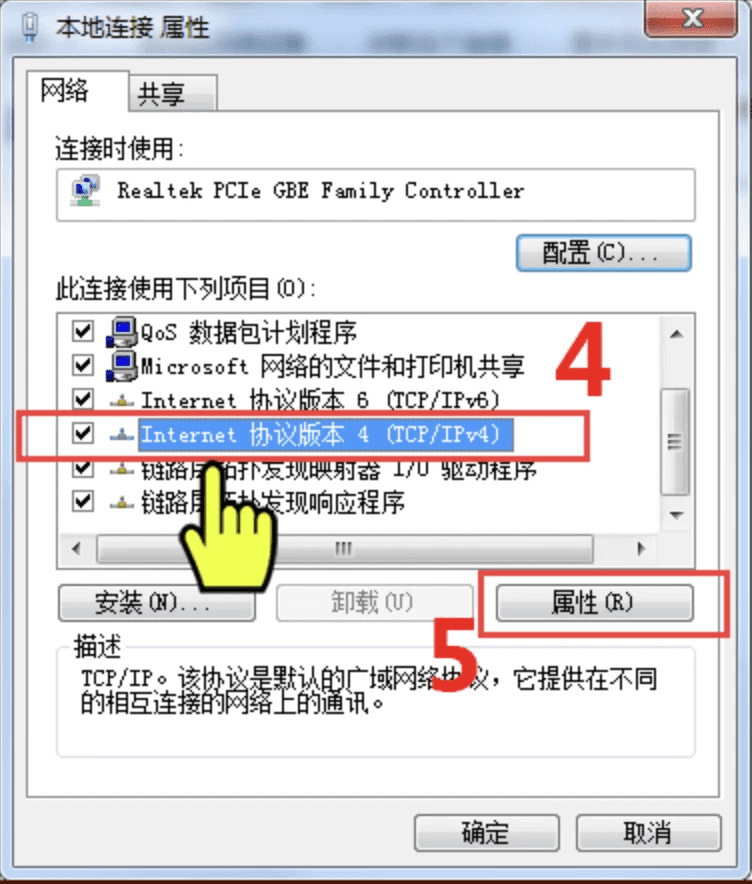 本地连接 属性
网络
共享
连接时使用:
Realtek PCIe GBE Family Controller
配置(C)...
此连接使用下列项目(O):
QoS 数据包计划程序
Microsoft 网络的文件和打印机共享
4
Internet 协议版本 6 (TCP/IPv6)
Internet 协议版本 4 (TCP/IPv4)
链路层拓扑发现映射器 I/O 驱动程序
链路层拓扑发现响应程序
安装(N)...
卸载(U)
属性(R)
5
描述
TCP/IP。该协议是默认的广域网络协议，它提供在不同
的相互连接的网络上的通讯。
确定
取消